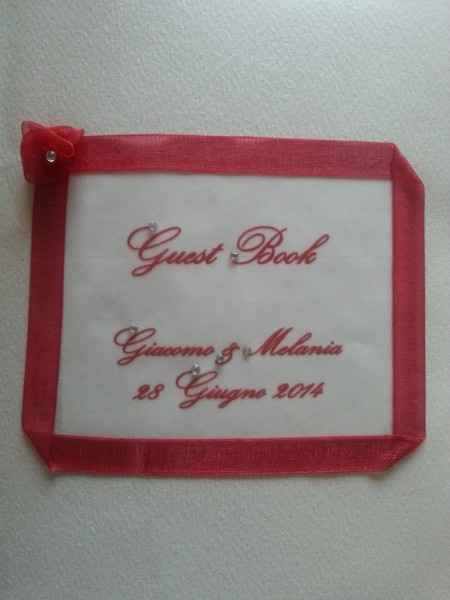 Guest Book
Giacomo & Melania
28 Giugno 2014